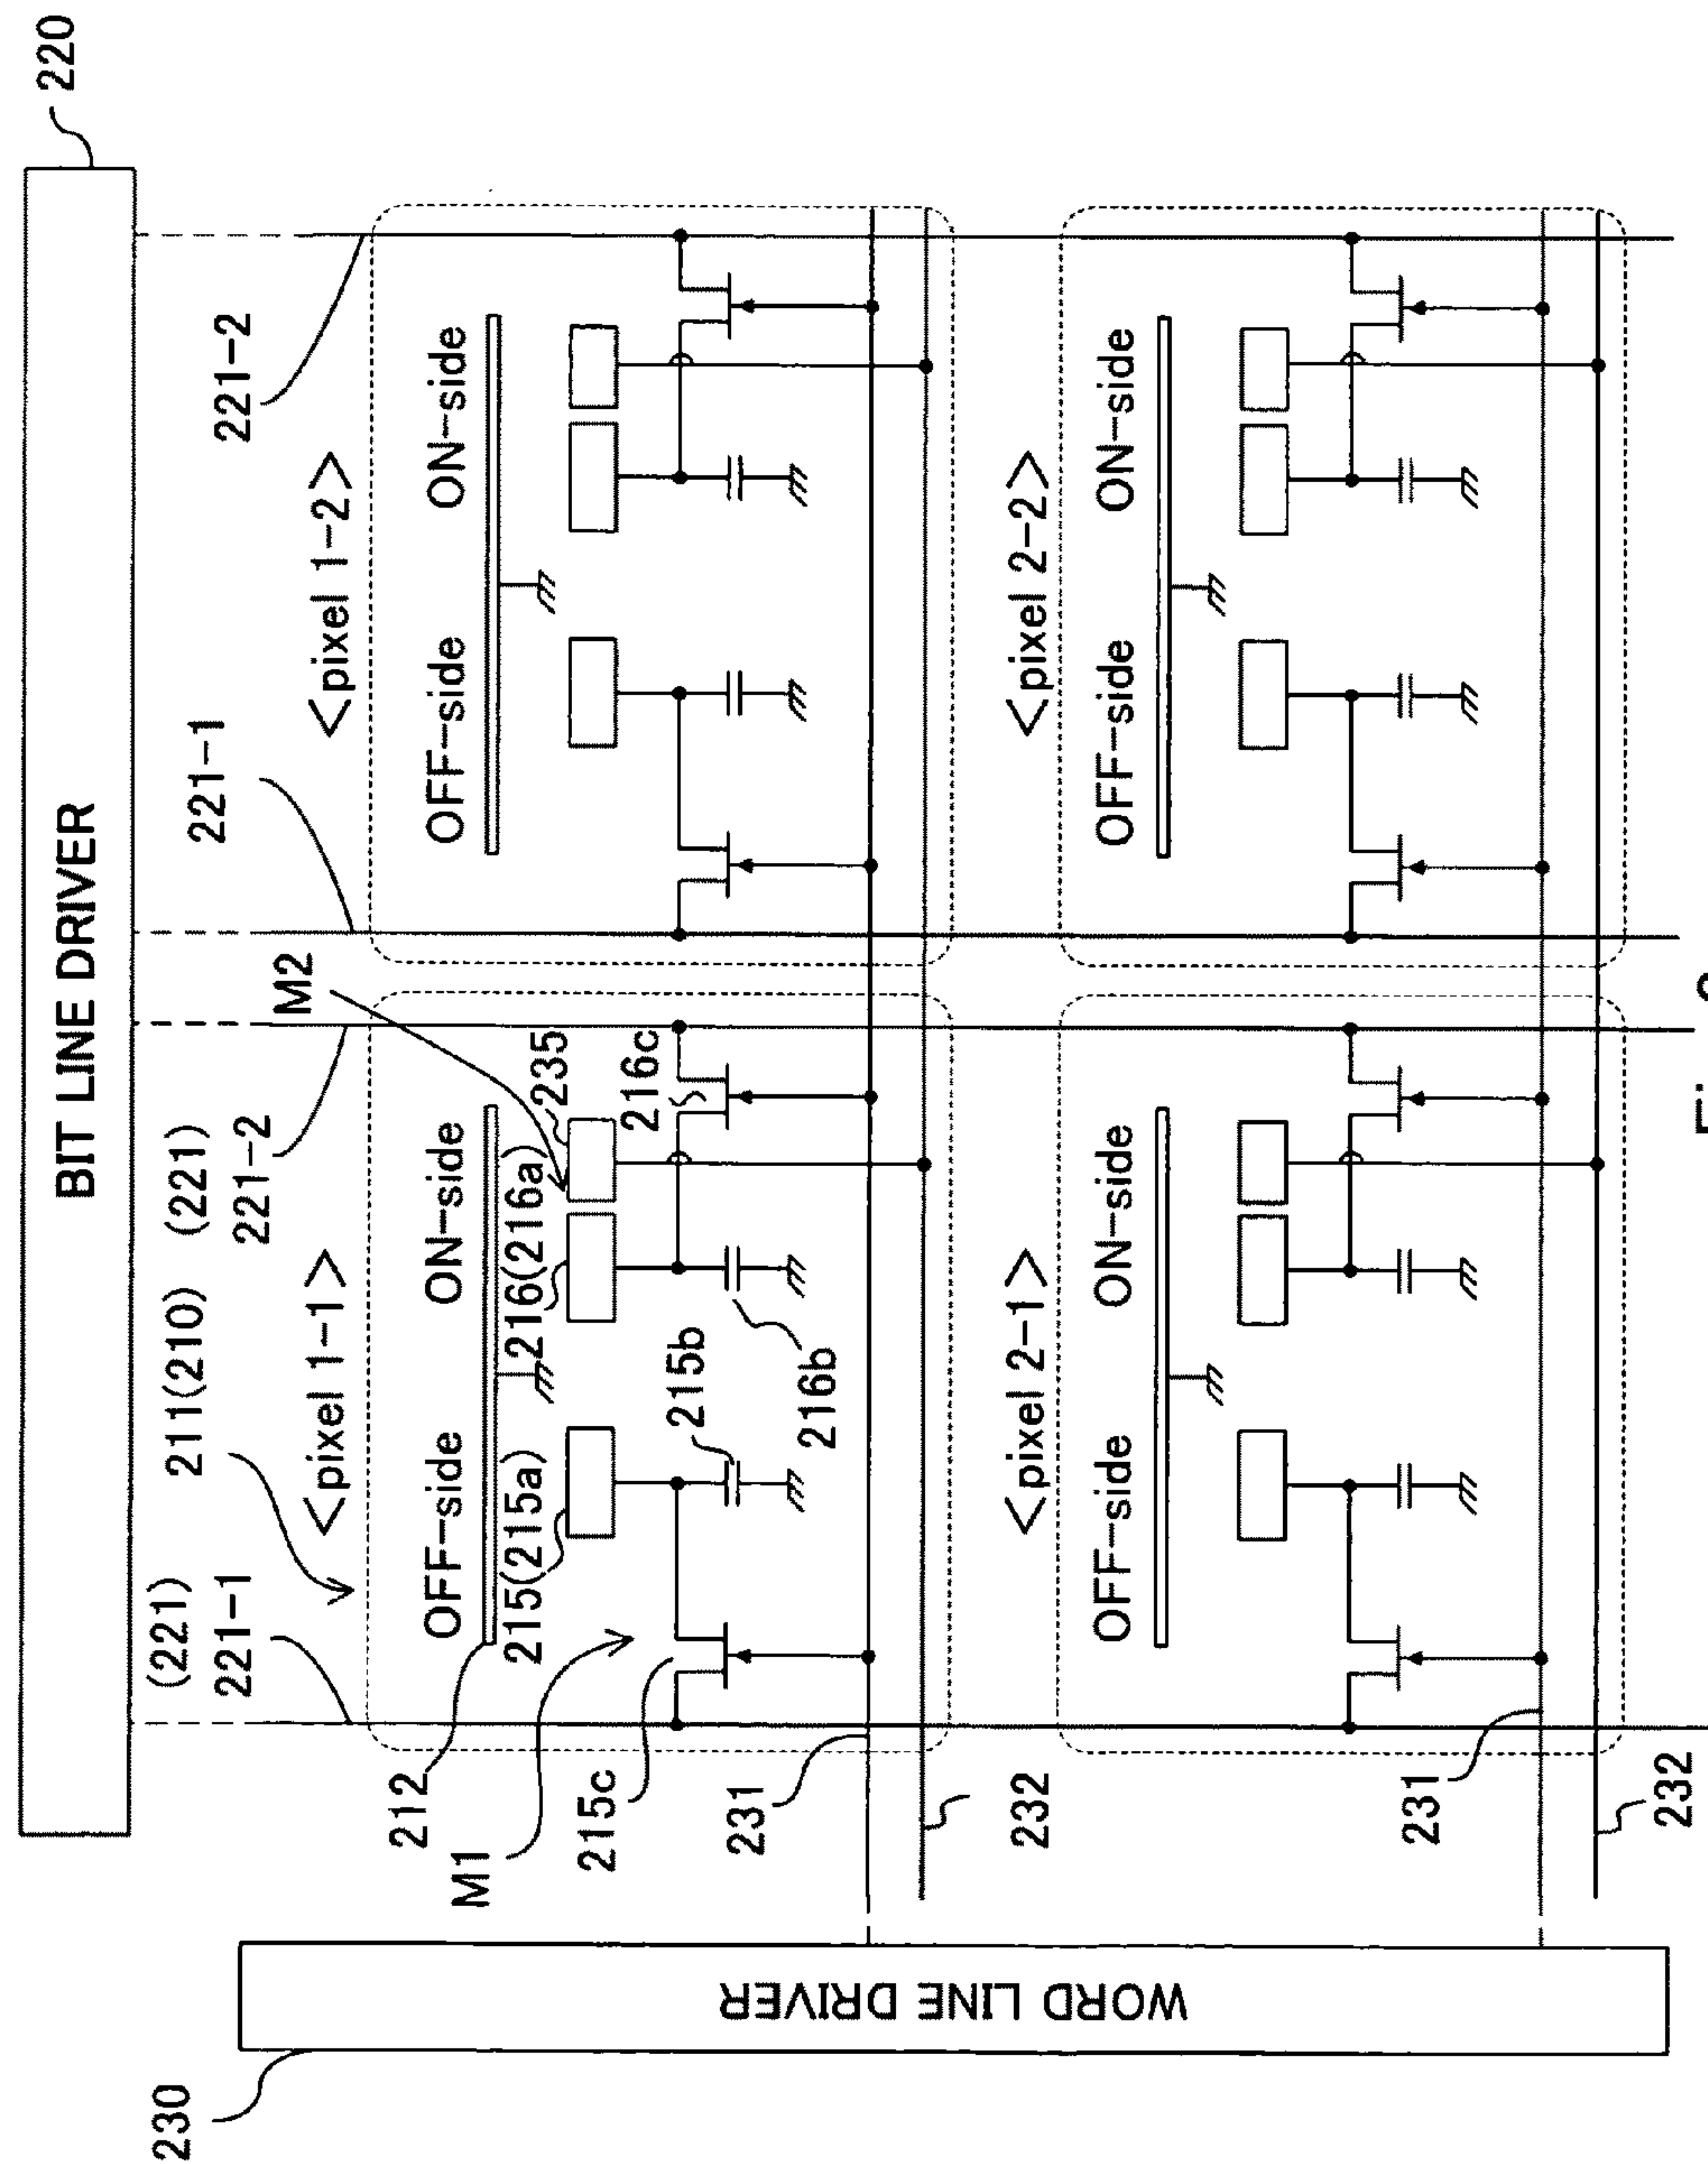 220
BIT LINE DRIVER
(221)
221-1
211(210)
(221)
221-2
221-1
221-2
<pixel 1-1>
M2
<pixel 1-2>
212
OFF-side
ON-side
OFF-side
ON-side
M1
215(215a)
216(216a)
235
215c
215b
216c
216b
231
232
<pixel 2-1>
<pixel 2-2>
OFF-side
ON-side
OFF-side
ON-side
231
232
230
WORD LINE DRIVER